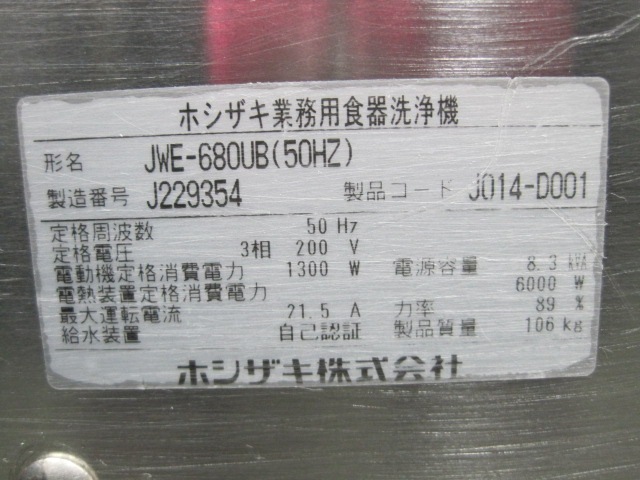 ホシザキ業務用食器洗浄機
形名 JWE-680UB(50HZ)
製造番号 J229354 製品コード J014-D001
定格周波数 50 Hz
定格電圧 3相 200 V
電動機定格消費電力 1300 W 電源容量 8.3 kVA
電熱装置定格消費電力 6000 W
最大運転電流 21.5 A 力率 89 %
給水装置 自己認証 製品質量 106 kg
ホシザキ株式会社